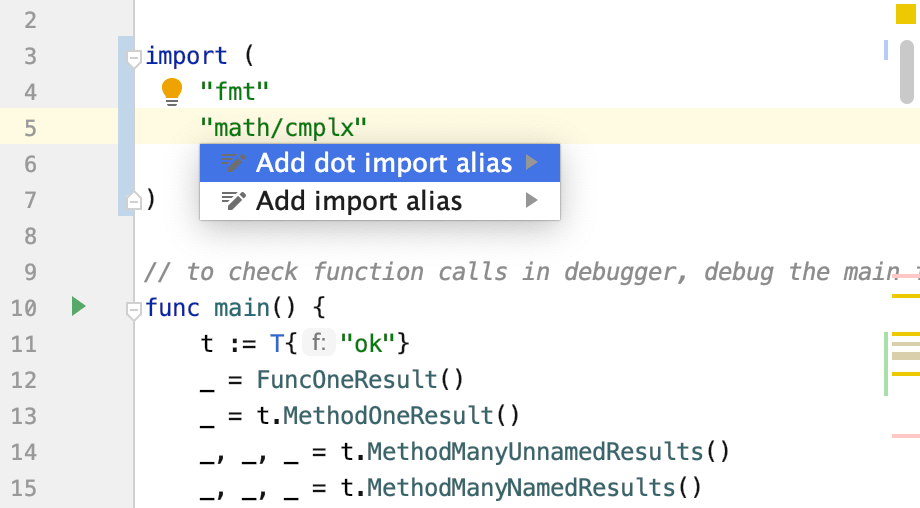 2
3 import (
4 "fmt"
5 "math/cmplx"
6 Add dot import alias
7 ) Add import alias
8
9 // to check function calls in debugger, debug the main
10 func main() {
11 t := T{ f: "ok"}
12 _ = FuncOneResult()
13 _ = t.MethodOneResult()
14 _, _, _ = t.MethodManyUnnamedResults()
15 _, _, _ = t.MethodManyNamedResults()